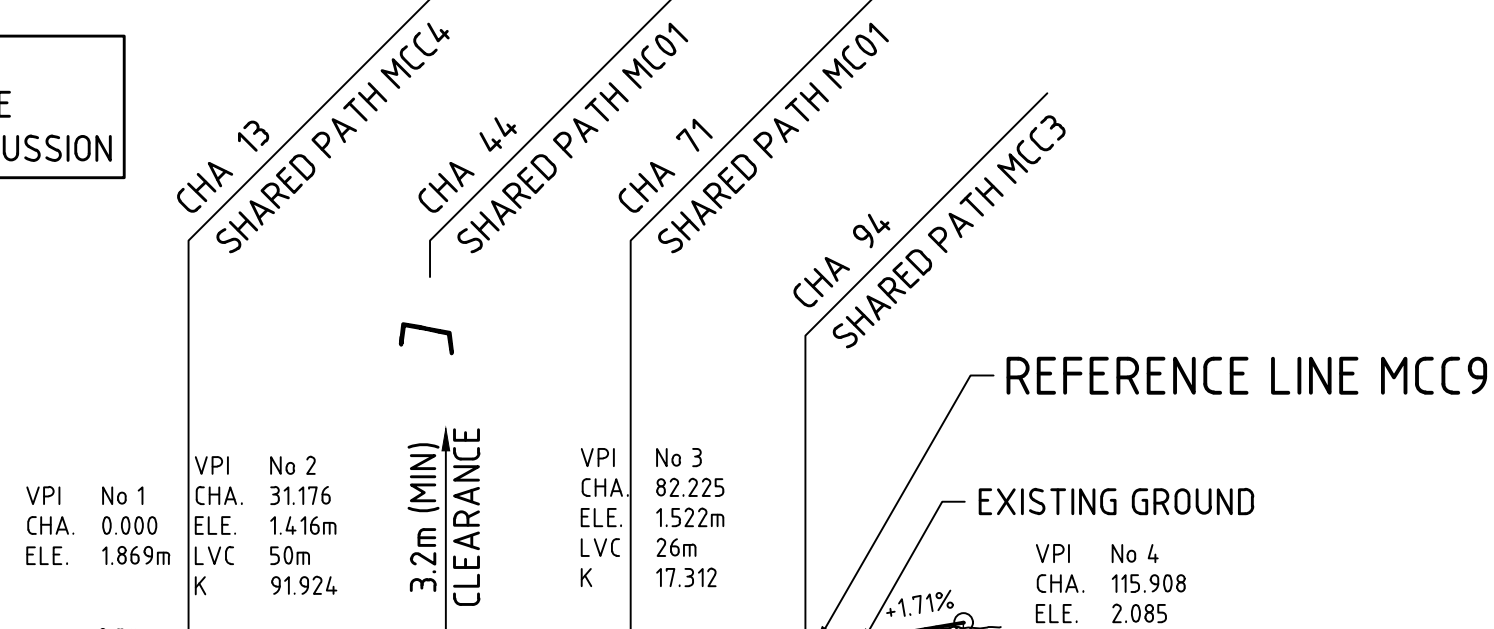 USSION
CHA 13
SHARED PATH MCC4
CHA 44
SHARED PATH MC01
CHA 71
SHARED PATH MC01
CHA 94
SHARED PATH MCC3
REFERENCE LINE MCC9
EXISTING GROUND
VPI No 1
CHA. 0.000
ELE. 1.869m
VPI No 2
CHA. 31.176
ELE. 1.416m
LVC 50m
K 91.924
3.2m (MIN)
CLEARANCE
VPI No 3
CHA. 82.225
ELE. 1.522m
LVC 26m
K 17.312
VPI No 4
CHA. 115.908
ELE. 2.085
+1.71%